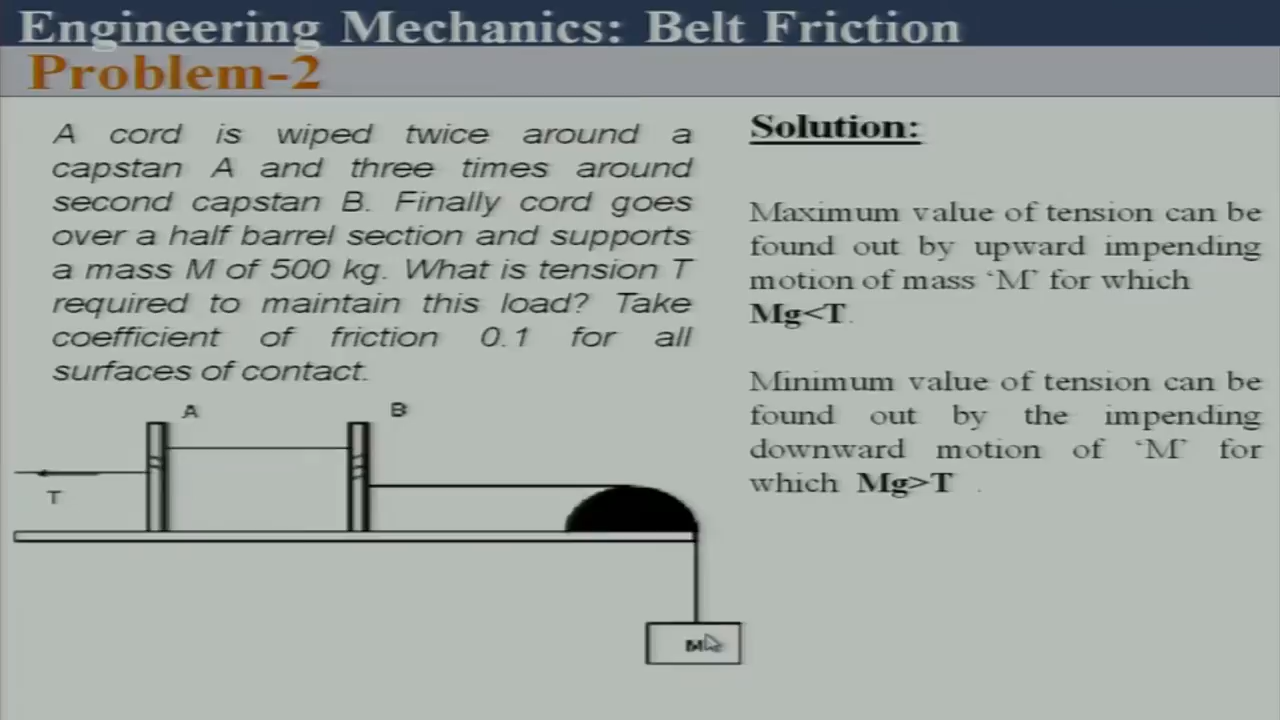 Engineering Mechanics: Belt Friction
Problem-2
A cord is wiped twice around a
capstan A and three times around
second capstan B. Finally cord goes
over a half barrel section and supports
a mass M of 500 kg. What is tension T
required to maintain this load? Take
coefficient of friction 0.1 for all
surfaces of contact.
A
B
T
M
Solution:
Maximum value of tension can be
found out by upward impending
motion of mass ‘M’ for which
Mg<T.
Minimum value of tension can be
found out by the impending
downward motion of ‘M’ for
which Mg>T .